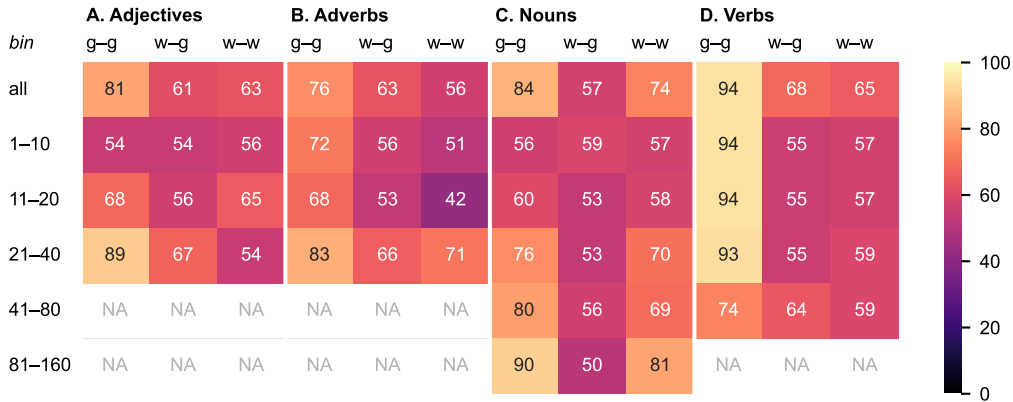 A. Adjectives B. Adverbs C. Nouns D. Verbs
bin g–g w–g w–w g–g w–g w–w g–g w–g w–w g–g w–g w–w
all 81 61 63 76 63 56 84 57 74 94 68 65
1–10 54 54 56 72 56 51 56 59 57 94 55 57
11–20 68 56 65 68 53 42 60 53 58 94 55 57
21–40 89 67 54 83 66 71 76 53 70 93 55 59
41–80 NA NA NA NA NA NA 80 56 69 74 64 59
81–160 NA NA NA NA NA NA 90 50 81 NA NA NA
100
80
60
40
20
0